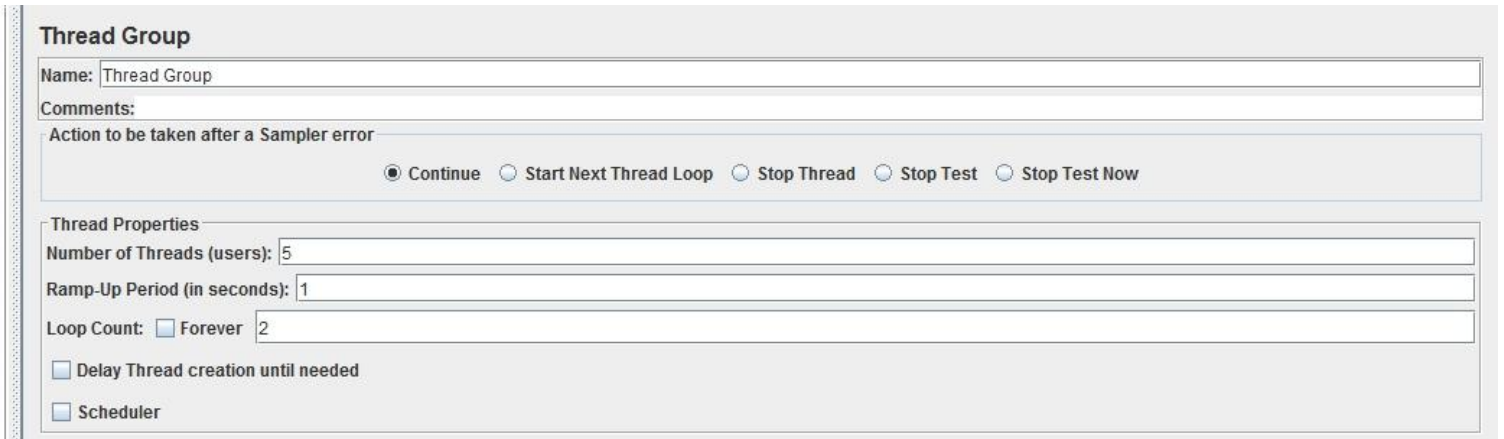 Thread Group
Name: Thread Group
Comments:
Action to be taken after a Sampler error
Continue Start Next Thread Loop Stop Thread Stop Test Stop Test Now
Thread Properties
Number of Threads (users): 5
Ramp-Up Period (in seconds): 1
Loop Count: Forever 2
Delay Thread creation until needed
Scheduler